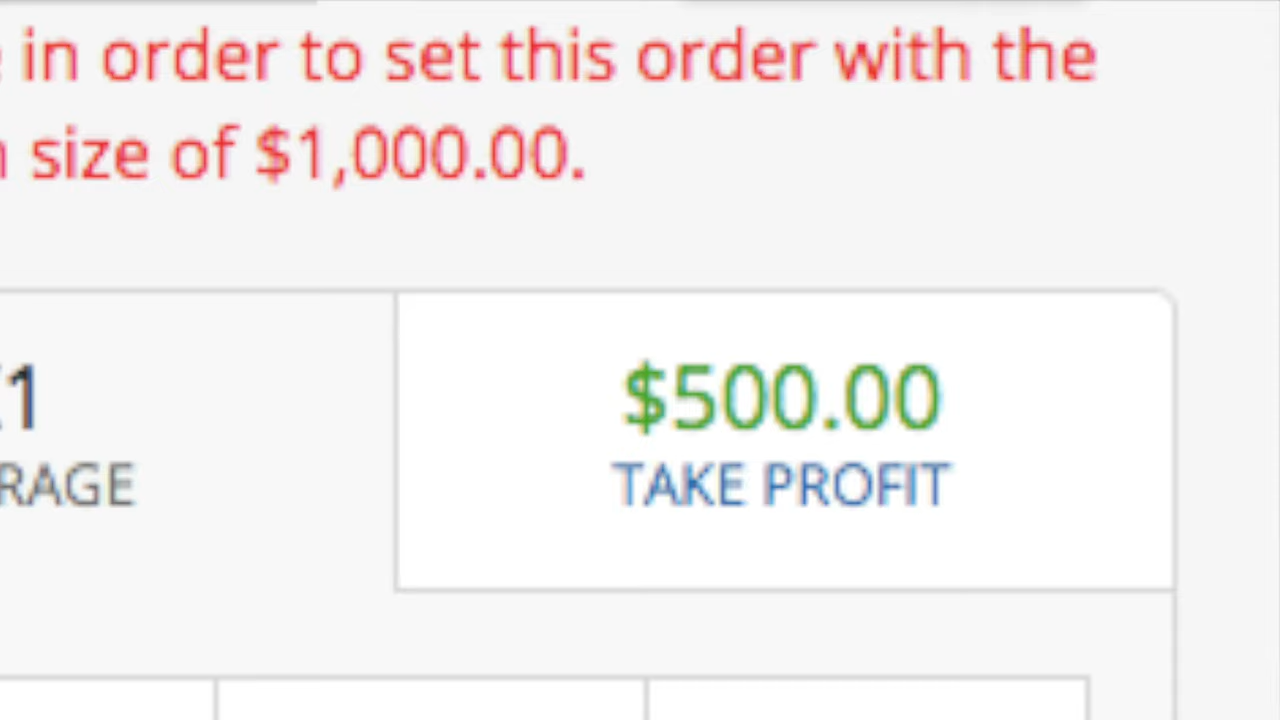 in order to set this order with the
size of $1,000.00.
$500.00
TAKE PROFIT